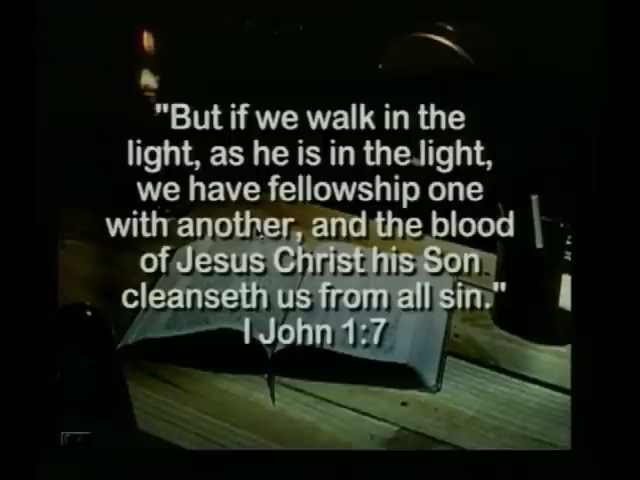 "But if we walk in the
light, as he is in the light,
we have fellowship one
with another, and the blood
of Jesus Christ his Son
cleanseth us from all sin."
I John 1:7